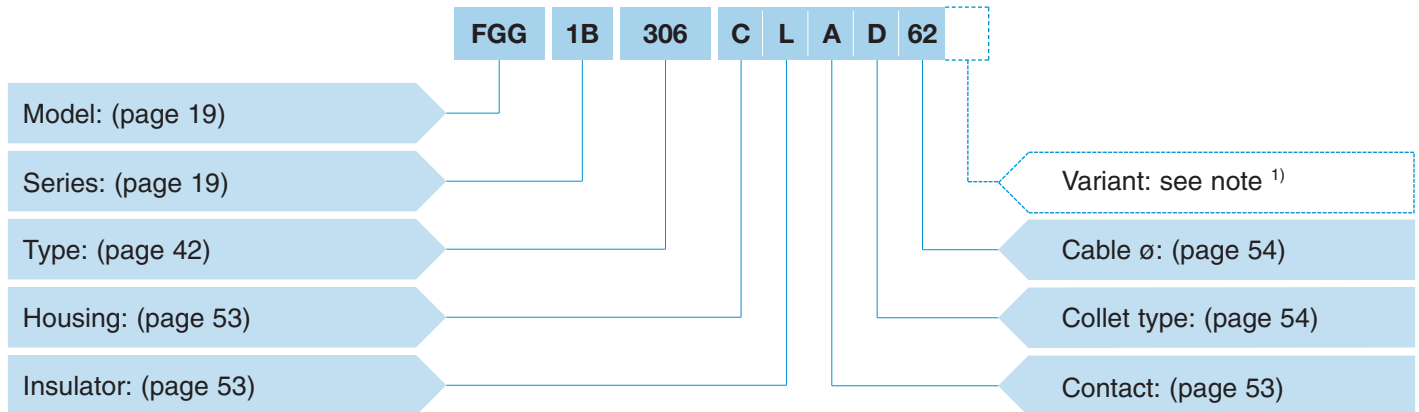 FGG 1B 306 C L A D 62
Model: (page 19)
Series: (page 19)
Type: (page 42)
Housing: (page 53)
Insulator: (page 53)
Variant: see note ¹⁾
Cable ø: (page 54)
Collet type: (page 54)
Contact: (page 53)